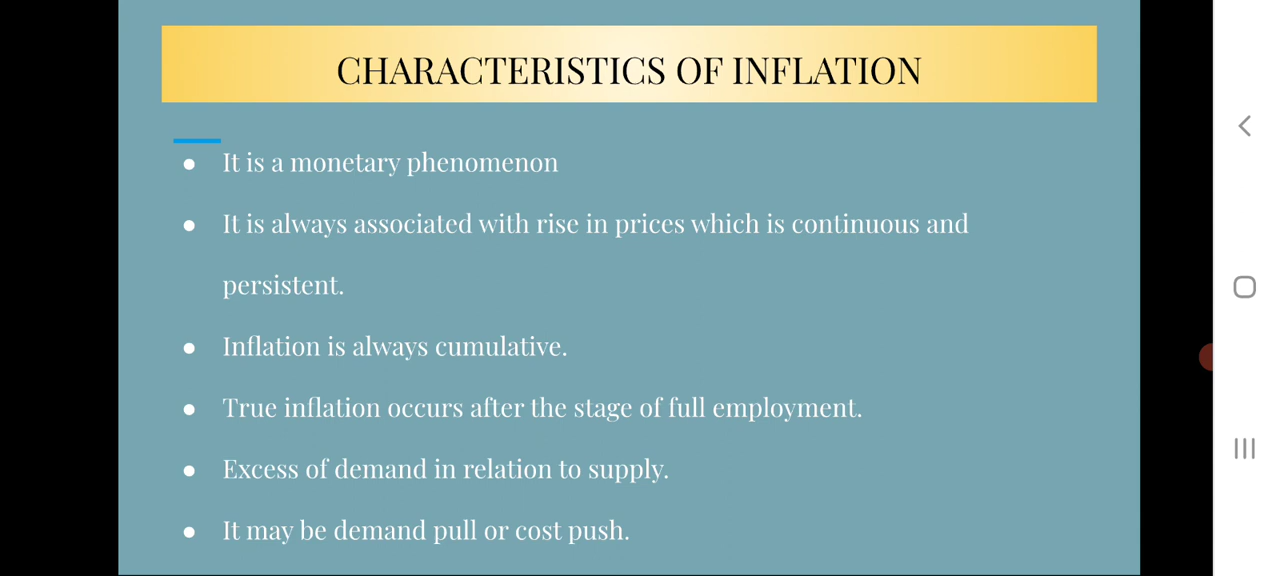 CHARACTERISTICS OF INFLATION
● It is a monetary phenomenon
● It is always associated with rise in prices which is continuous and
persistent.
● Inflation is always cumulative.
● True inflation occurs after the stage of full employment.
● Excess of demand in relation to supply.
● It may be demand pull or cost push.